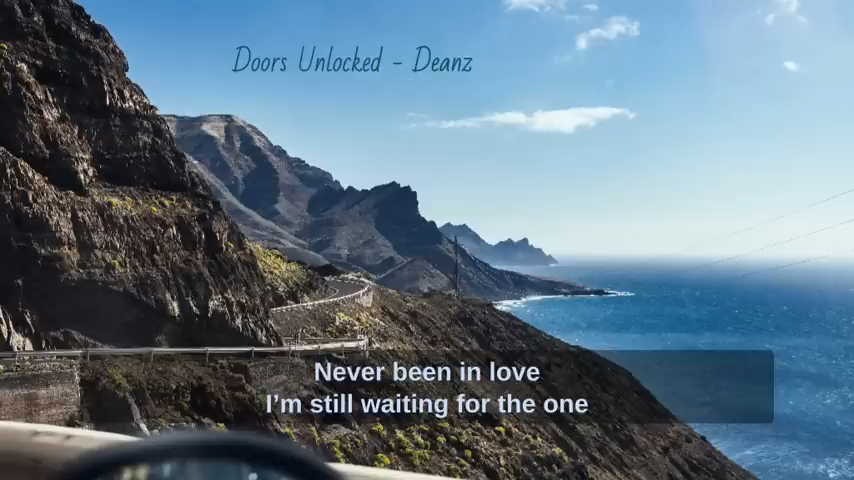 Doors Unlocked - Deanz
Never been in love
I'm still waiting for the one